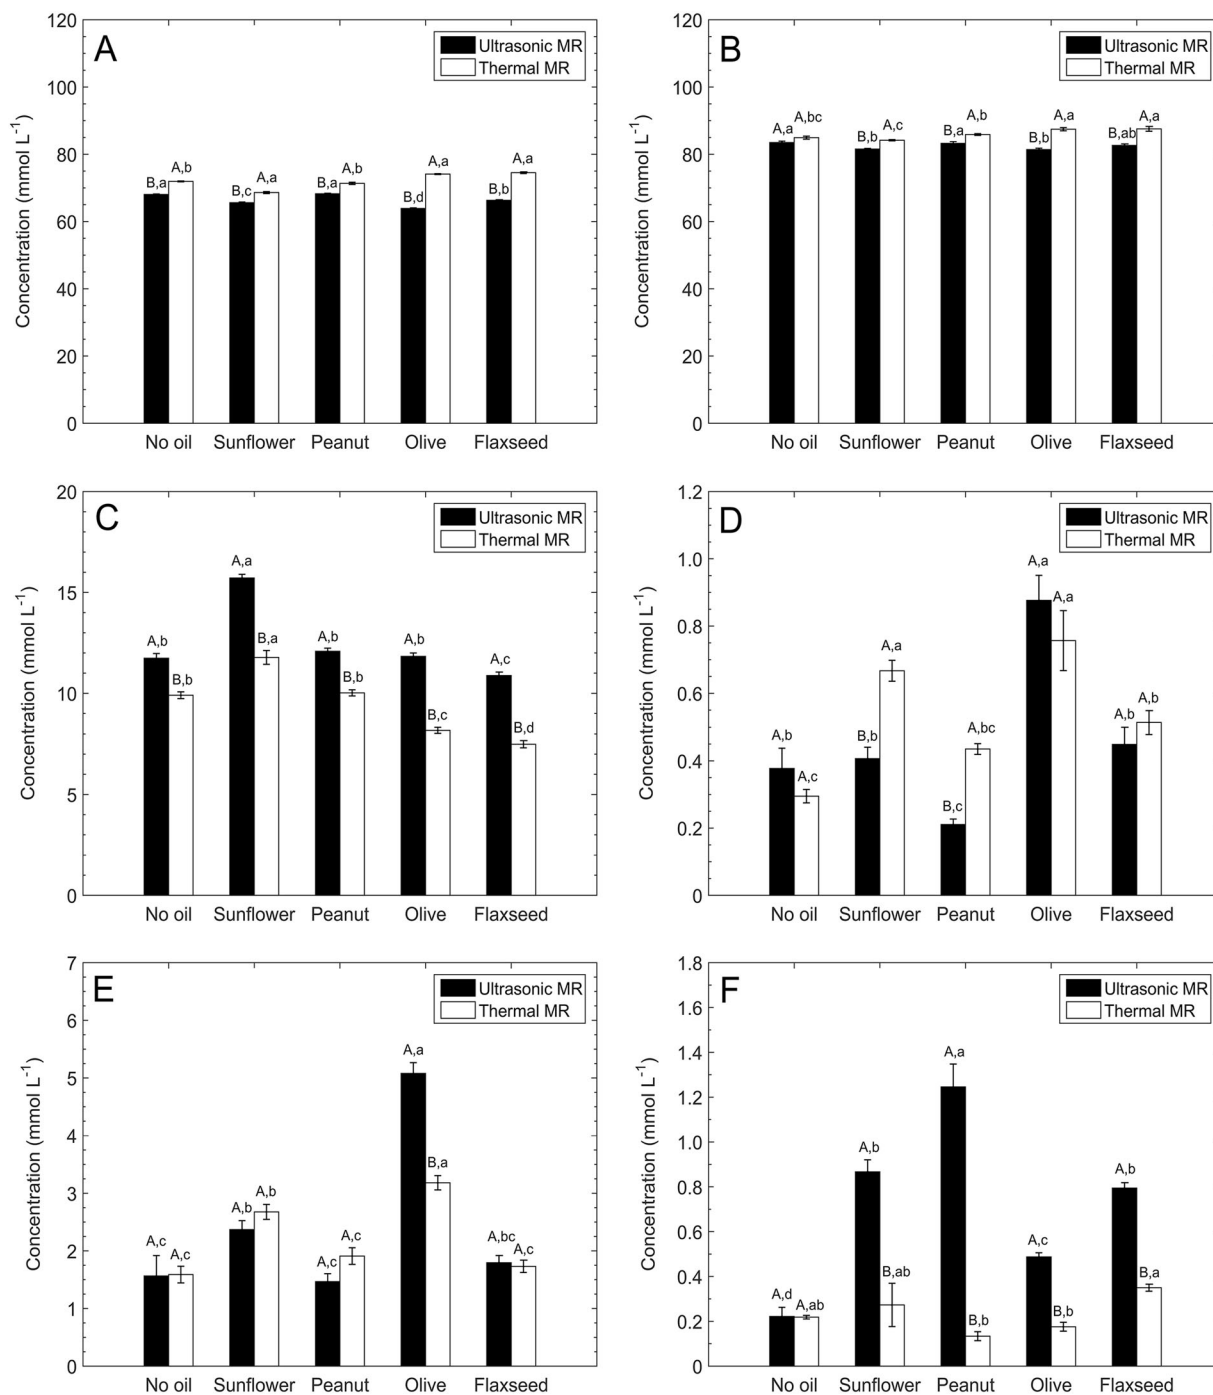 A
Ultrasonic MR
Thermal MR
Concentration (mmol L-1)
120
100
80
60
40
20
0
B,a
A,b
B,c
A,a
B,a
A,b
B,d
A,a
B,b
A,a
No oil Sunflower Peanut Olive Flaxseed
B
Ultrasonic MR
Thermal MR
Concentration (mmol L-1)
120
100
80
60
40
20
0
A,a
A,bc
B,b
A,c
B,a
A,b
B,b
A,a
B,ab
A,a
No oil Sunflower Peanut Olive Flaxseed
C
Ultrasonic MR
Thermal MR
Concentration (mmol L-1)
20
15
10
5
0
A,b
B,b
A,a
B,a
A,b
B,b
A,b
B,c
A,c
B,d
No oil Sunflower Peanut Olive Flaxseed
D
Ultrasonic MR
Thermal MR
Concentration (mmol L-1)
1.2
1.0
0.8
0.6
0.4
0.2
0
A,b
A,c
B,b
A,a
B,c
A,bc
A,a
A,a
A,b
A,b
No oil Sunflower Peanut Olive Flaxseed
E
Ultrasonic MR
Thermal MR
Concentration (mmol L-1)
7
6
5
4
3
2
1
0
A,c
A,c
A,b
A,b
A,c
A,c
A,a
B,a
A,bc
A,c
No oil Sunflower Peanut Olive Flaxseed
F
Ultrasonic MR
Thermal MR
Concentration (mmol L-1)
1.8
1.6
1.4
1.2
1.0
0.8
0.6
0.4
0.2
0
A,d
A,ab
A,b
B,ab
A,a
B,b
A,c
B,b
A,b
B,a
No oil Sunflower Peanut Olive Flaxseed